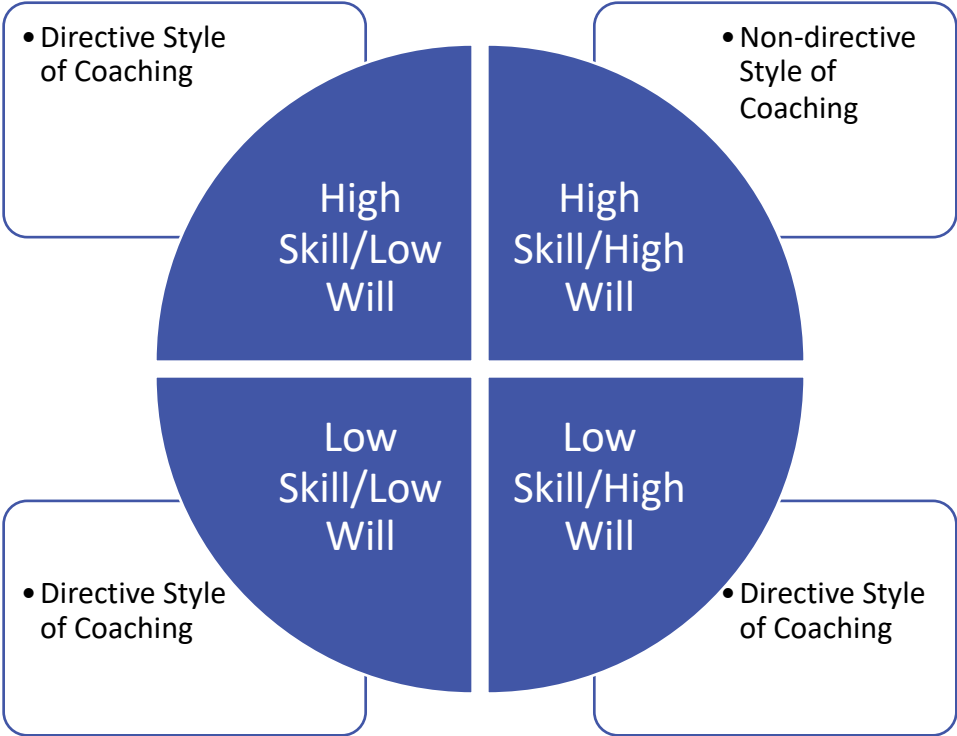 • Directive Style
of Coaching
• Non-directive
Style of
Coaching
High
Skill/Low
Will
High
Skill/High
Will
Low
Skill/Low
Will
Low
Skill/High
Will
• Directive Style
of Coaching
• Directive Style
of Coaching